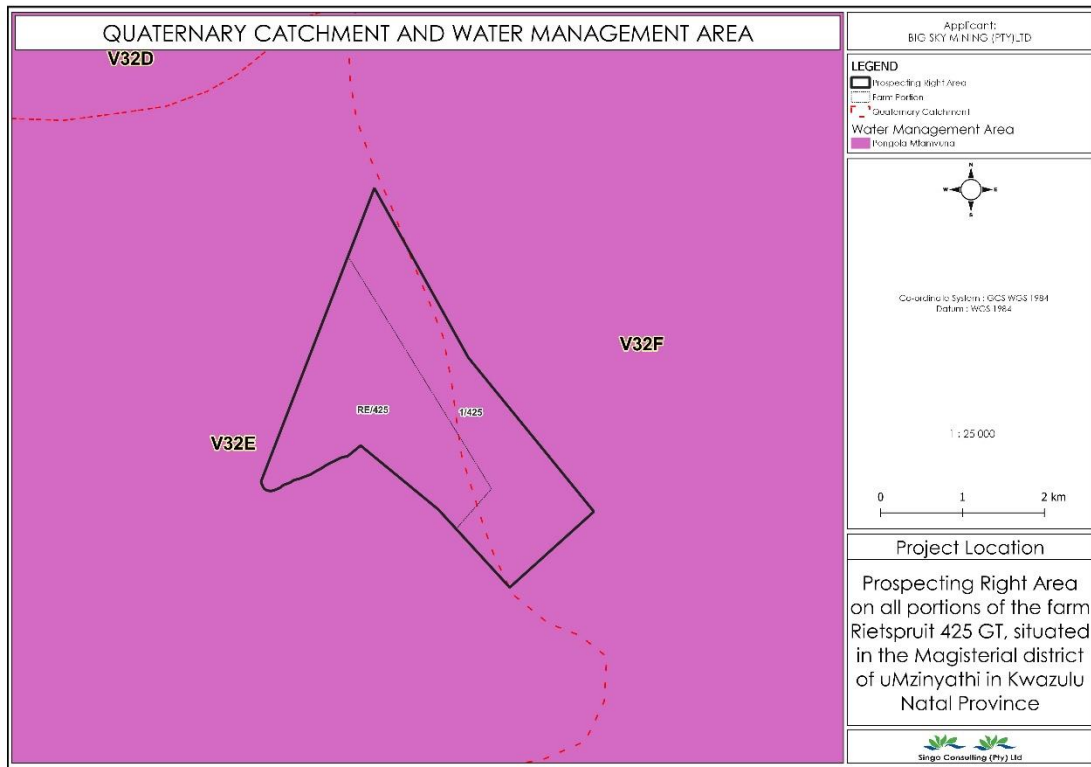 QUATERNARY CATCHMENT AND WATER MANAGEMENT AREA
V32D
V32F
RE/425
1/425
V32E
Applicant:
BIG SKY MINING (PTY)LTD
LEGEND
Prospecting Right Area
Farm Portion
Quaternary Catchment
Water Management Area
Pongola Mtamvuna
N
W
E
S
Co-ordinate System : GCS WGS 1984
Datum : WGS 1984
1 : 25 000
0 1 2 km
Project Location
Prospecting Right Area
on all portions of the farm
Rietspruit 425 GT, situated
in the Magisterial district
of uMzinyathi in Kwazulu
Natal Province
Singo Consulting (Pty) Ltd